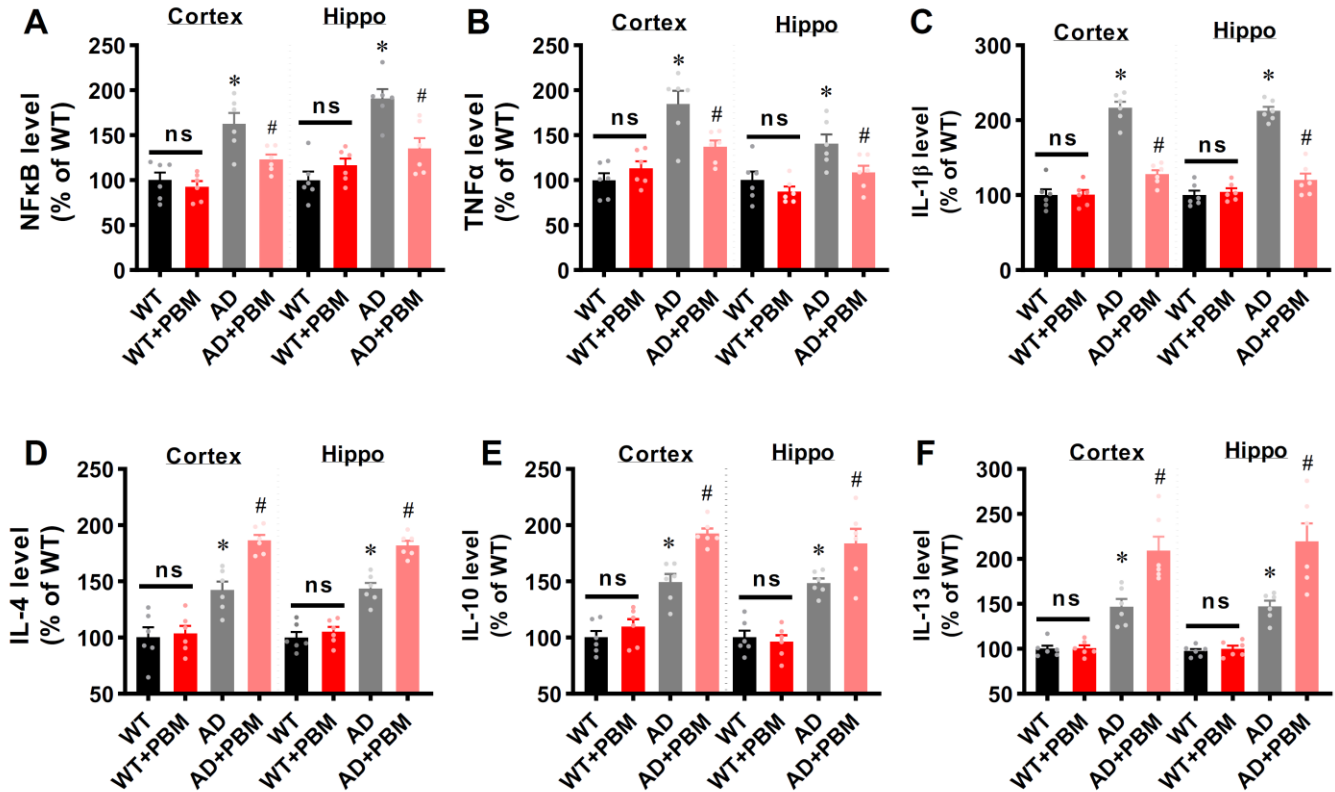 A
Cortex
Hippo
NFκB level
(% of WT)
250
200
150
100
50
0
ns
*
#
ns
*
#
WT
WT+PBM
AD
AD+PBM
WT
WT+PBM
AD
AD+PBM
B
Cortex
Hippo
TNFα level
(% of WT)
250
200
150
100
50
0
ns
*
#
ns
*
#
WT
WT+PBM
AD
AD+PBM
WT
WT+PBM
AD
AD+PBM
C
Cortex
Hippo
IL-1β level
(% of WT)
300
200
100
0
ns
*
#
ns
*
#
WT
WT+PBM
AD
AD+PBM
WT
WT+PBM
AD
AD+PBM
D
Cortex
Hippo
IL-4 level
(% of WT)
250
200
150
100
50
ns
*
#
ns
*
#
WT
WT+PBM
AD
AD+PBM
WT
WT+PBM
AD
AD+PBM
E
Cortex
Hippo
IL-10 level
(% of WT)
250
200
150
100
50
ns
*
#
ns
*
#
WT
WT+PBM
AD
AD+PBM
WT
WT+PBM
AD
AD+PBM
F
Cortex
Hippo
IL-13 level
(% of WT)
300
250
200
150
100
50
ns
*
#
ns
*
#
WT
WT+PBM
AD
AD+PBM
WT
WT+PBM
AD
AD+PBM